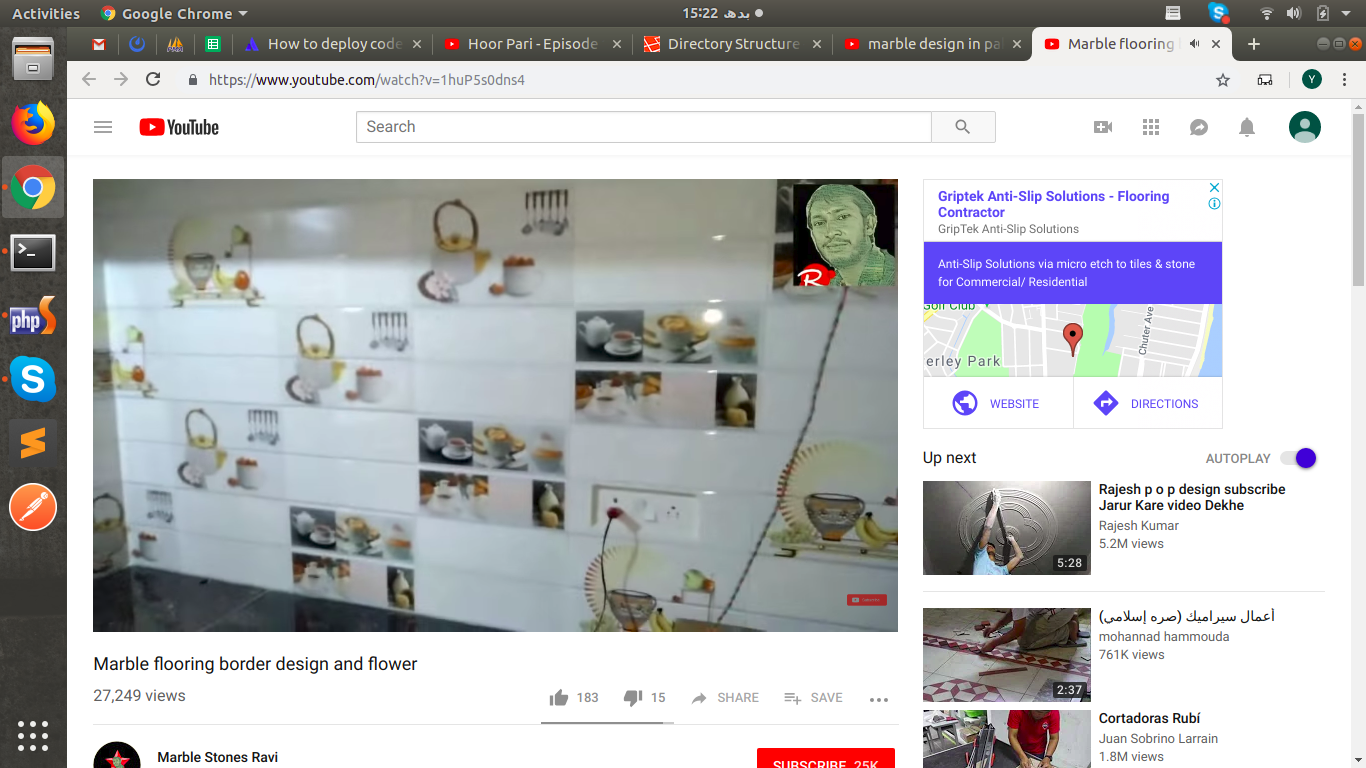 Activities
Google Chrome
15:22 بدھ
How to deploy code
Hoor Pari - Episode
Directory Structure
marble design in pa
Marble flooring
https://www.youtube.com/watch?v=1huP5s0dns4
Y
YouTube
Search
R
Subscribe
Griptek Anti-Slip Solutions - Flooring
Contractor
GripTek Anti-Slip Solutions
Anti-Slip Solutions via micro etch to tiles & stone
for Commercial/ Residential
Golf Club
erley Park
Chuter Ave
WEBSITE
DIRECTIONS
Up next
AUTOPLAY
Rajesh p o p design subscribe
Jarur Kare video Dekhe
Rajesh Kumar
5.2M views
5:28
أعمال سيراميك (صره إسلامي)
mohannad hammouda
761K views
2:37
Cortadoras Rubí
Juan Sobrino Larrain
1.8M views
Marble flooring border design and flower
27,249 views
183
15
SHARE
SAVE
Marble Stones Ravi
SUBSCRIBE 25K
php